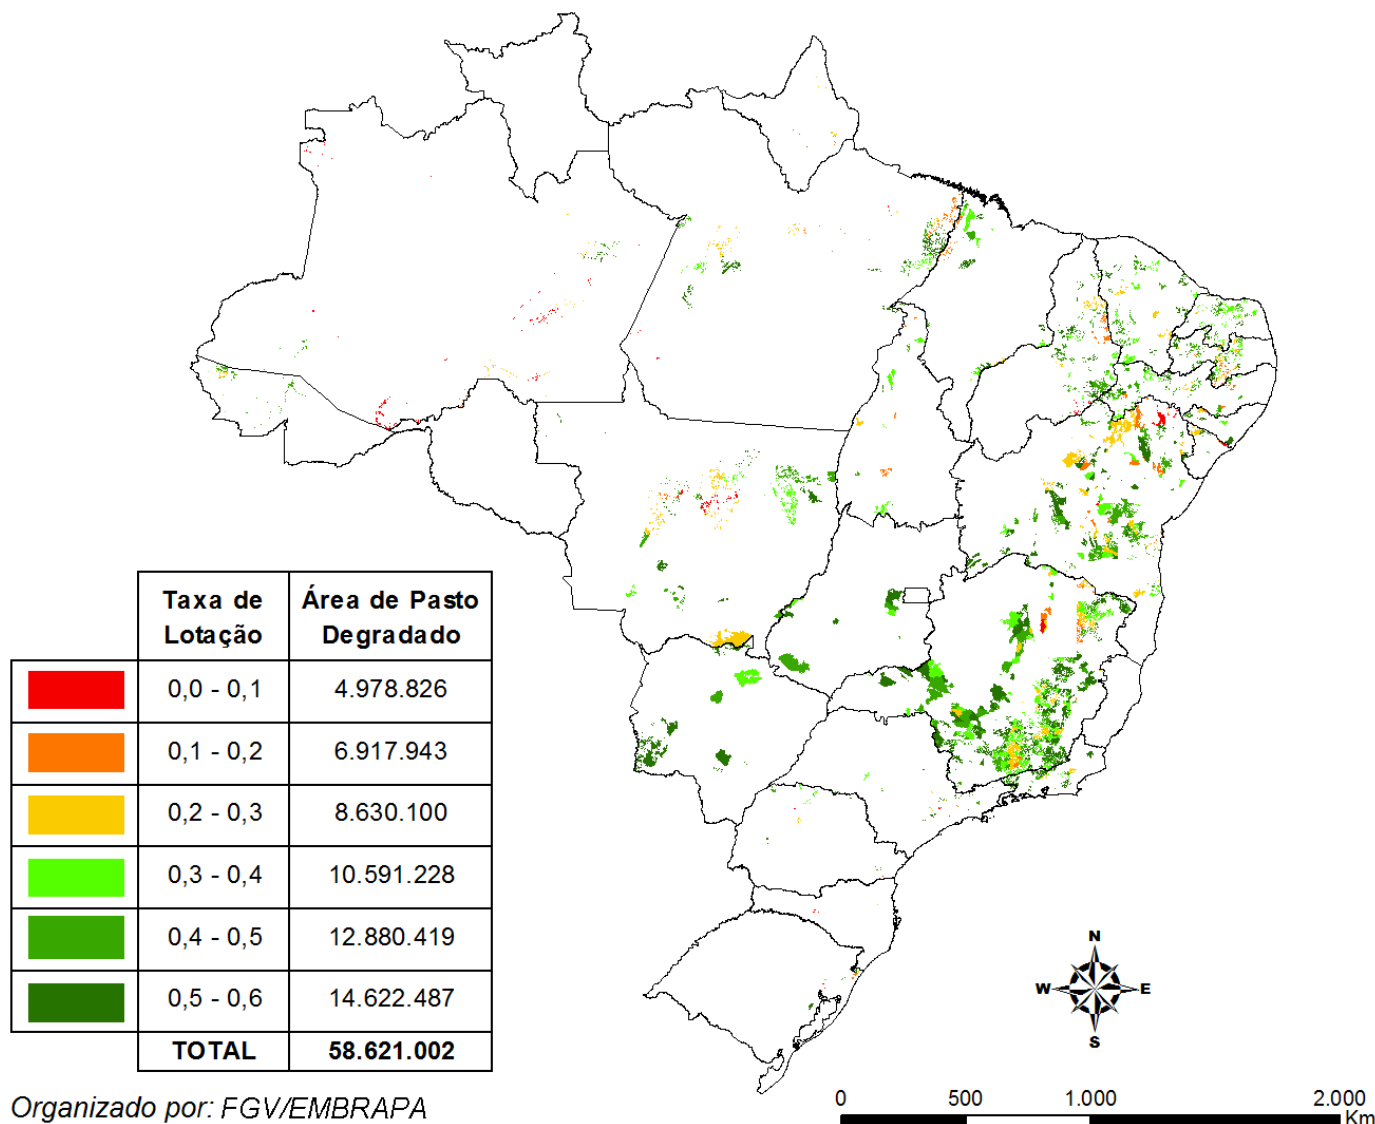 Taxa de Lotação
Área de Pasto Degradado
0,0 - 0,1
4.978.826
0,1 - 0,2
6.917.943
0,2 - 0,3
8.630.100
0,3 - 0,4
10.591.228
0,4 - 0,5
12.880.419
0,5 - 0,6
14.622.487
TOTAL
58.621.002
Organizado por: FGV/EMBRAPA
N
W
E
S
0
500
1.000
2.000
Km